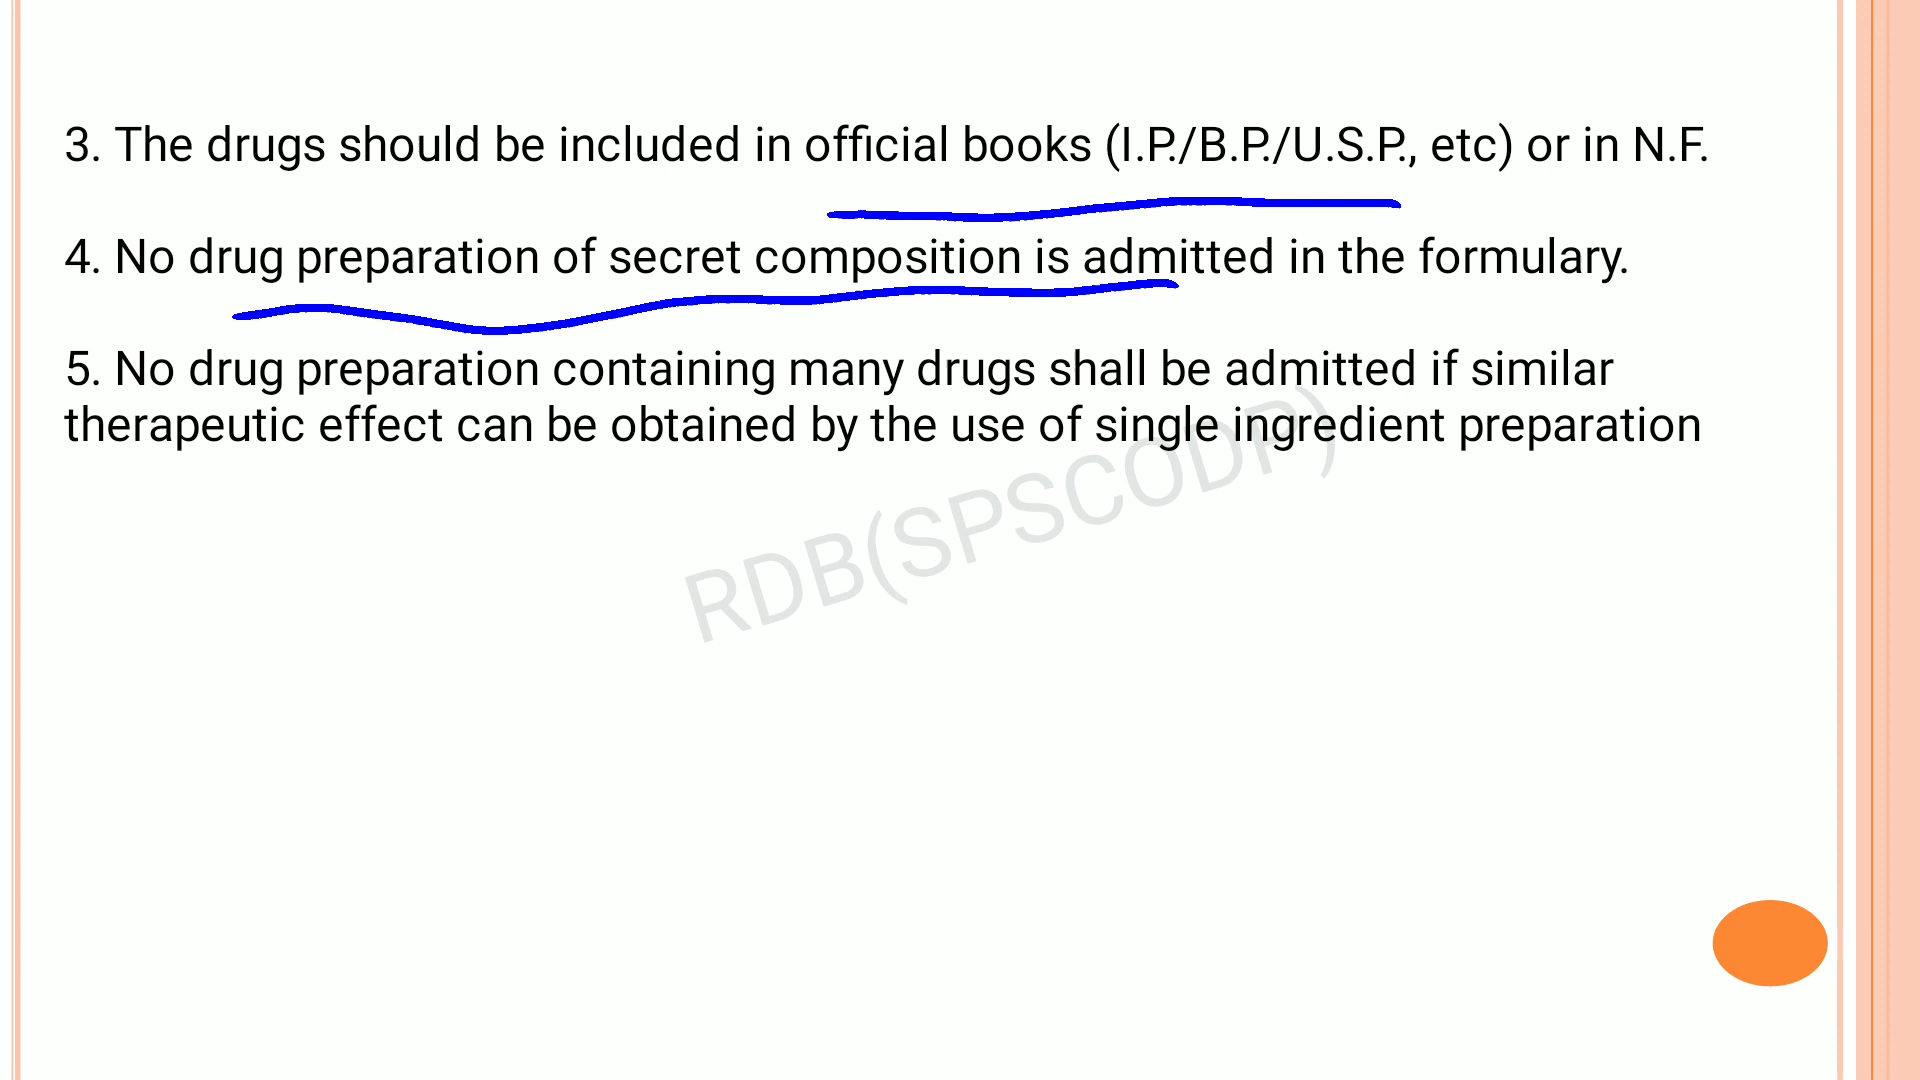 3. The drugs should be included in official books (I.P./B.P./U.S.P., etc) or in N.F.
4. No drug preparation of secret composition is admitted in the formulary.
5. No drug preparation containing many drugs shall be admitted if similar
therapeutic effect can be obtained by the use of single ingredient preparation
RDB(SPSCODP)